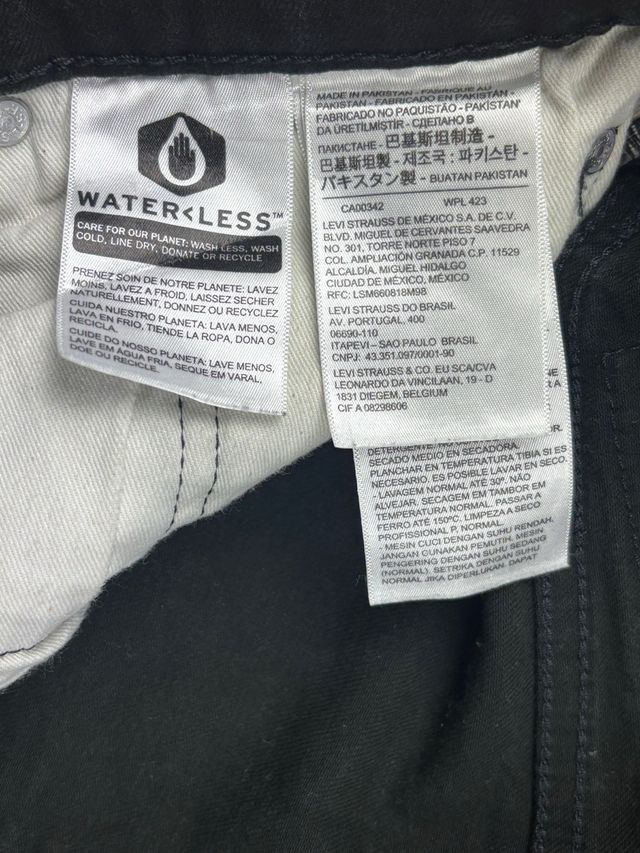 WATER<LESS™
CARE FOR OUR PLANET: WASH LESS, WASH
COLD, LINE DRY, DONATE OR RECYCLE
PRENEZ SOIN DE NOTRE PLANETE: LAVEZ
MOINS, LAVEZ A FROID, LAISSEZ SECHER
NATURELLEMENT, DONNEZ OU RECYCLEZ
CUIDA NUESTRO PLANETA: LAVA MENOS,
LAVA EN FRIO, TIENDE LA ROPA, DONA O
RECICLA.
CUIDE DO NOSSO PLANETA: LAVE MENOS,
LAVE EM ÁGUA FRIA, SEQUE EM VARAL,
DOE OU RECICLE.
MADE IN PAKISTAN - FABRIQUE AU
PAKISTAN - FABRICADO EN PAKISTÁN -
FABRICADO NO PAQUISTÃO - PAKİSTAN'
DA ÜRETİLMİŞTİR - СДЕЛАНО В
ПАКИСТАНЕ - 巴基斯坦制造 -
巴基斯坦製 - 제조국 : 파키스탄 -
パキスタン製 - BUATAN PAKISTAN
CA00342 WPL 423
LEVI STRAUSS DE MÉXICO S.A. DE C.V.
BLVD. MIGUEL DE CERVANTES SAAVEDRA
NO. 301, TORRE NORTE PISO 7
COL. AMPLIACIÓN GRANADA C.P. 11529
ALCALDÍA. MIGUEL HIDALGO
CIUDAD DE MÉXICO, MÉXICO
RFC: LSM660818M98
LEVI STRAUSS DO BRASIL
AV. PORTUGAL, 400
06690-110
ITAPEVI – SAO PAULO BRASIL
CNPJ: 43.351.097/0001-90
LEVI STRAUSS & CO. EU SCA/CVA
LEONARDO DA VINCILAAN, 19 - D
1831 DIEGEM, BELGIUM
CIF A 08298606
SECADO MEDIO EN SECADORA.
PLANCHAR EN TEMPERATURA TIBIA SI ES
NECESARIO, ES POSIBLE LAVAR EN SECO.
- LAVAGEM NORMAL ATÉ 30º. NÃO
ALVEJAR. SECAGEM EM TAMBOR EM
TEMPERATURA NORMAL. PASSAR A
FERRO ATÉ 150ºC. LIMPEZA A SECO
PROFISSIONAL P, NORMAL.
- MESIN CUCI DENGAN SUHU RENDAH.
JANGAN GUNAKAN PEMUTIH. MESIN
PENGERING DENGAN SUHU SEDANG
(NORMAL). SETRIKA DENGAN SUHU
NORMAL JIKA DIPERLUKAN. DAPAT